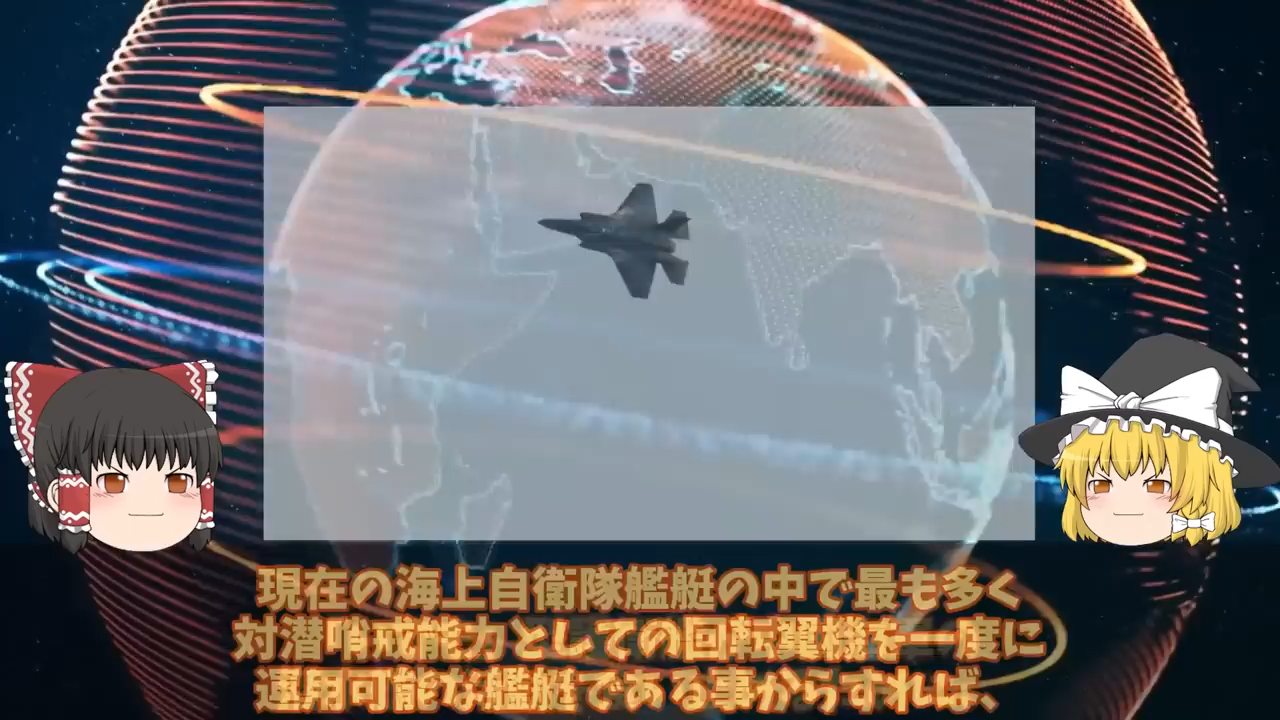 現在の海上自衛隊艦艇の中で最も多く
対潜哨戒能力としての回転翼機を一度に
運用可能な艦艇である事からすれば、